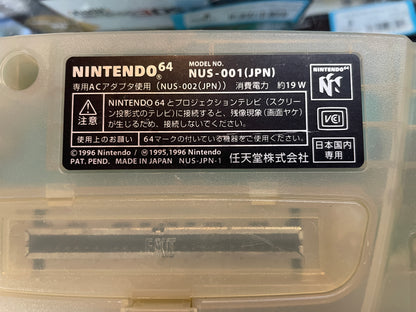 NINTENDO64® MODEL NO. NUS-001(JPN)
NINTENDO64
専用ACアダプタ使用 (NUS-002(JPN)) 消費電力 約19W
注意
NINTENDO 64とプロジェクションテレビ(スクリーン投影式のテレビ)に接続すると、残像現象(画面ヤケ)が生じるため、接続しないでください。
VCI
使用上のお願い 64マークの付いている機器をご使用ください。
日本国内専用
©1996 Nintendo / ©1995,1996 Nintendo
PAT. PEND. MADE IN JAPAN NUS-JPN-1 任天堂株式会社
EXT